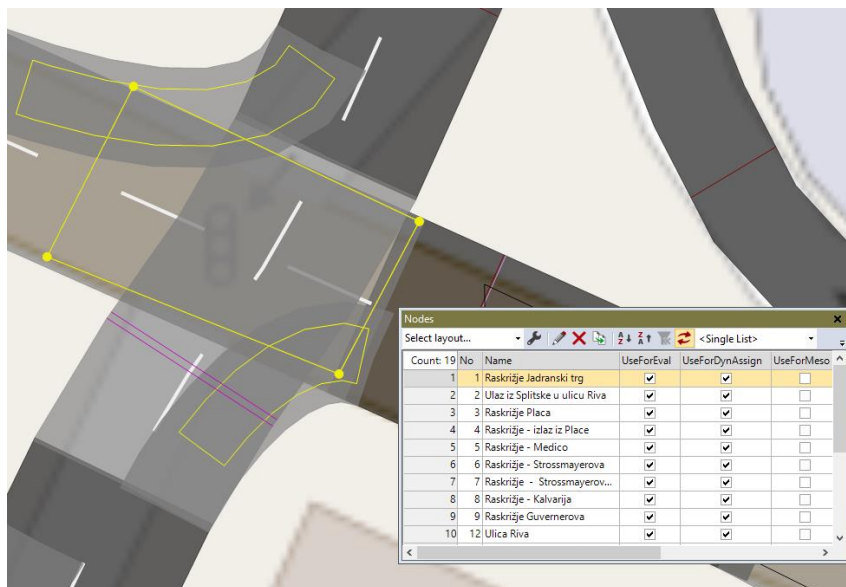 Nodes
Select layout... <Single List>
Count: 19 No Name UseForEval UseForDynAssign UseForMeso
1 1 Raskrižje Jadranski trg
2 2 Ulaz iz Splitske u ulicu Riva
3 3 Raskrižje Placa
4 4 Raskrižje - izlaz iz Place
5 5 Raskrižje - Medico
6 6 Raskrižje - Strossmayerova
7 7 Raskrižje - Strossmayerov...
8 8 Raskrižje - Kalvarija
9 9 Raskrižje Guvernerova
10 12 Ulica Riva